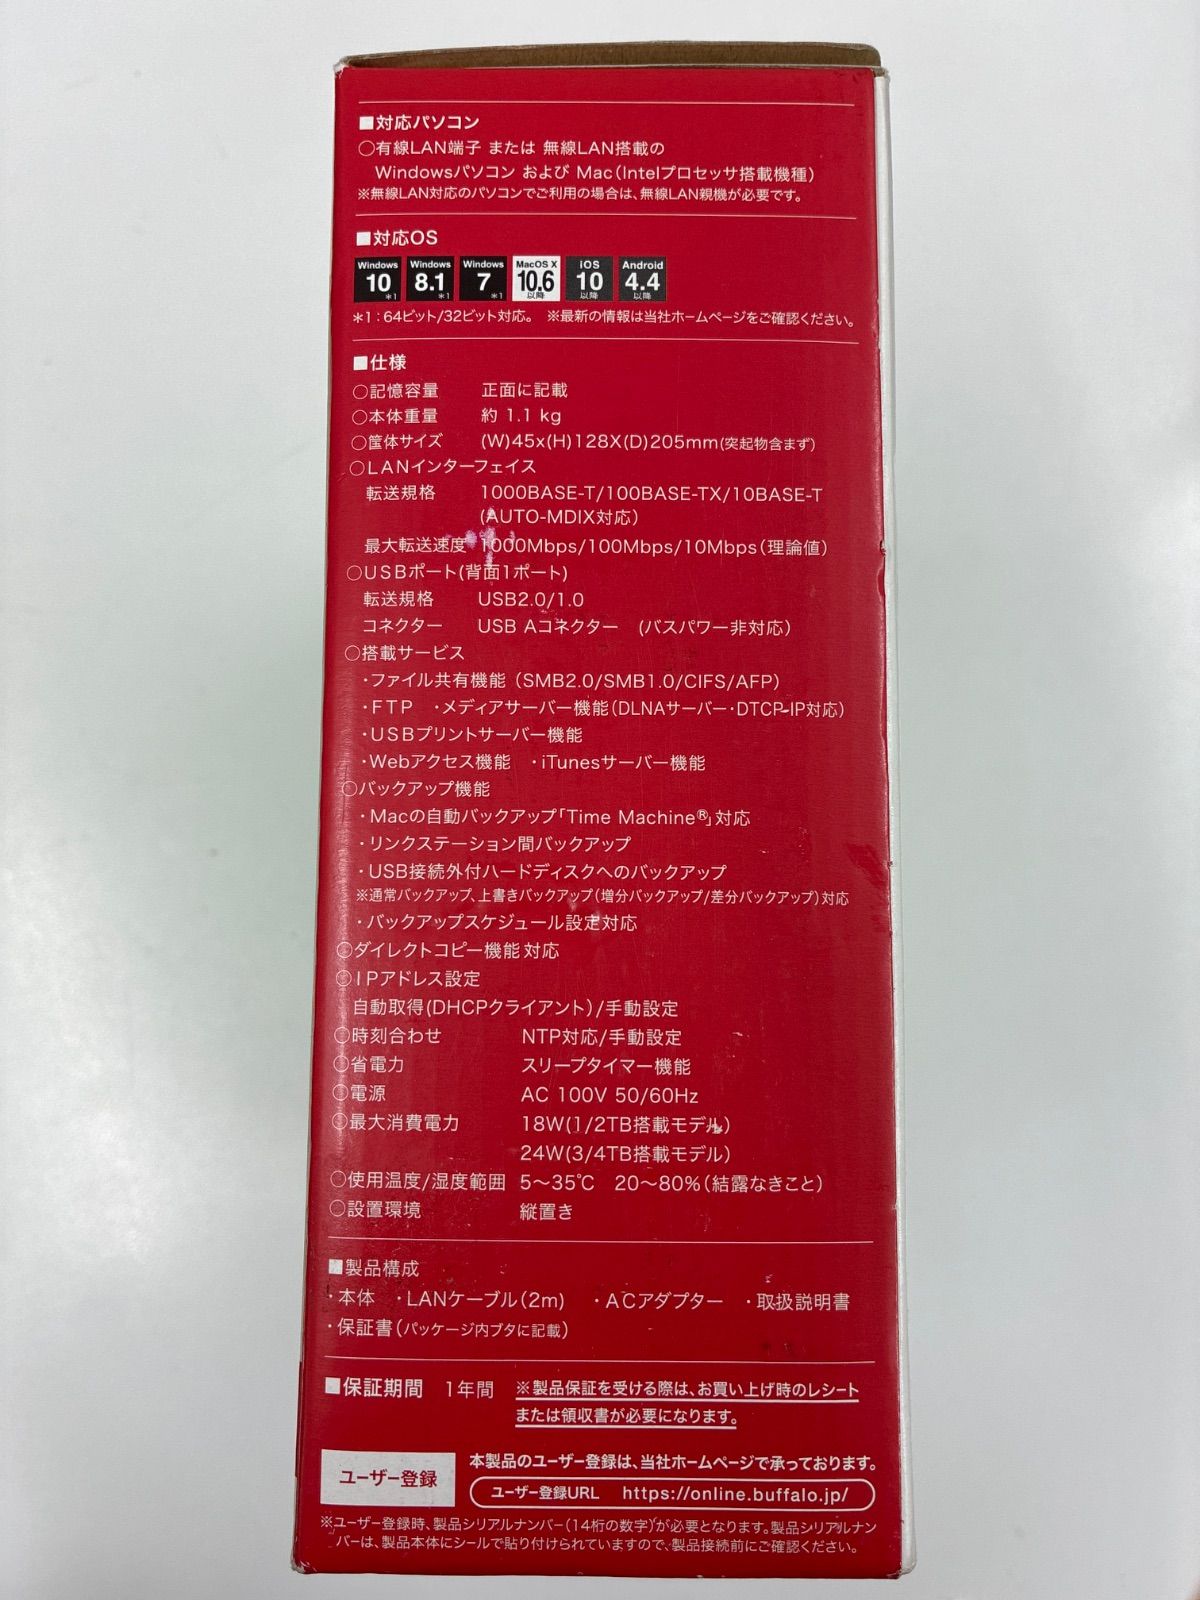 ■対応パソコン
○有線LAN端子 または 無線LAN搭載の
Windowsパソコン および Mac(Intelプロセッサ搭載機種)
※無線LAN対応のパソコンでご利用の場合は、無線LAN親機が必要です。
■対応OS
Windows 10 *1 Windows 8.1 *1 Windows 7 *1 MacOS X 10.6 以降 iOS 10 以降 Android 4.4 以降
*1:64ビット/32ビット対応。 ※最新の情報は当社ホームページをご確認ください。
■仕様
○記憶容量 正面に記載
○本体重量 約 1.1 kg
○筐体サイズ (W)45x(H)128X(D)205mm(突起物含まず)
○LANインターフェイス
転送規格 1000BASE-T/100BASE-TX/10BASE-T
(AUTO-MDIX対応)
最大転送速度 1000Mbps/100Mbps/10Mbps(理論値)
○USBポート(背面1ポート)
転送規格 USB2.0/1.0
コネクター USB Aコネクター (バスパワー非対応)
○搭載サービス
・ファイル共有機能 (SMB2.0/SMB1.0/CIFS/AFP)
・FTP ・メディアサーバー機能(DLNAサーバー・DTCP-IP対応)
・USBプリントサーバー機能
・Webアクセス機能 ・iTunesサーバー機能
○バックアップ機能
・Macの自動バックアップ「Time Machine®」対応
・リンクステーション間バックアップ
・USB接続外付ハードディスクへのバックアップ
※通常バックアップ、上書きバックアップ(増分バックアップ/差分バックアップ)対応
・バックアップスケジュール設定対応
○ダイレクトコピー機能 対応
○IPアドレス設定
自動取得(DHCPクライアント)/手動設定
○時刻合わせ NTP対応/手動設定
○省電力 スリープタイマー機能
○電源 AC 100V 50/60Hz
○最大消費電力 18W(1/2TB搭載モデル)
24W(3/4TB搭載モデル)
○使用温度/湿度範囲 5～35℃ 20～80%(結露なきこと)
○設置環境 縦置き
■製品構成
・本体 ・LANケーブル(2m) ・ACアダプター ・取扱説明書
・保証書(パッケージ内ブタに記載)
■保証期間 1年間 ※製品保証を受ける際は、お買い上げ時のレシート
または領収書が必要になります。
ユーザー登録 本製品のユーザー登録は、当社ホームページで承っております。
ユーザー登録URL https://online.buffalo.jp/
※ユーザー登録時、製品シリアルナンバー(14桁の数字)が必要となります。製品シリアルナン
バーは、製品本体にシールで貼り付けられていますので、製品接続前にご確認ください。